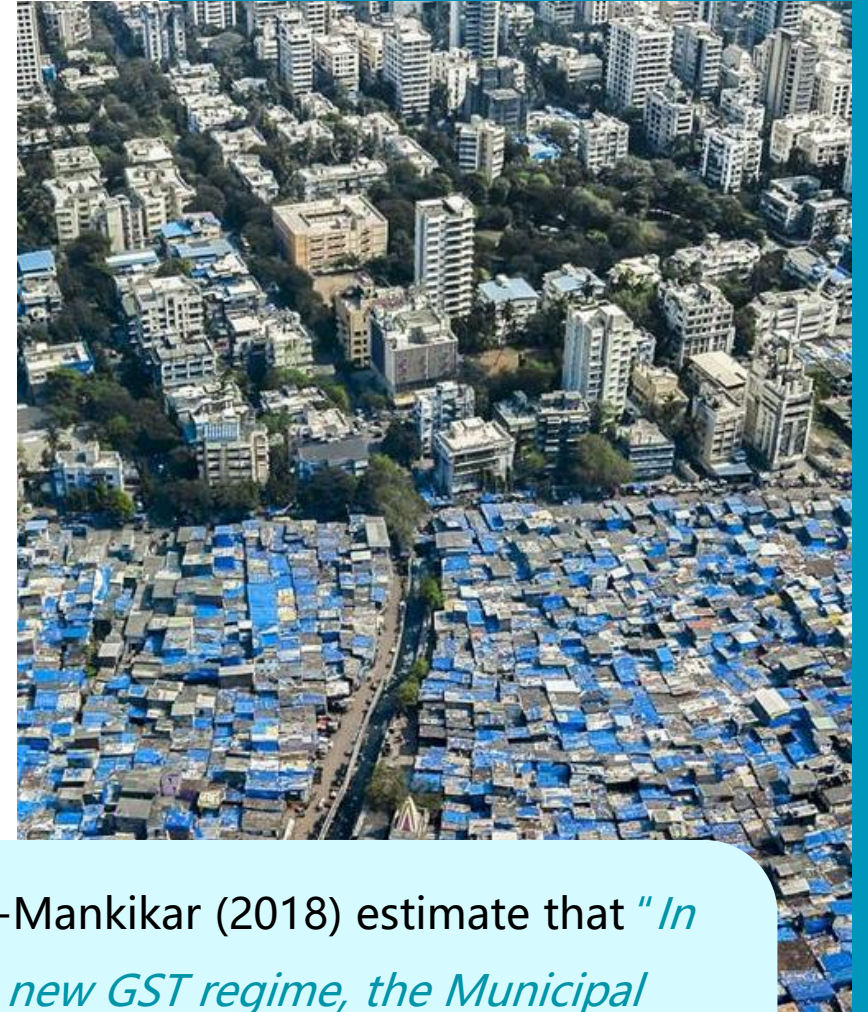 -Mankikar (2018) estimate that “In
new GST regime, the Municipal